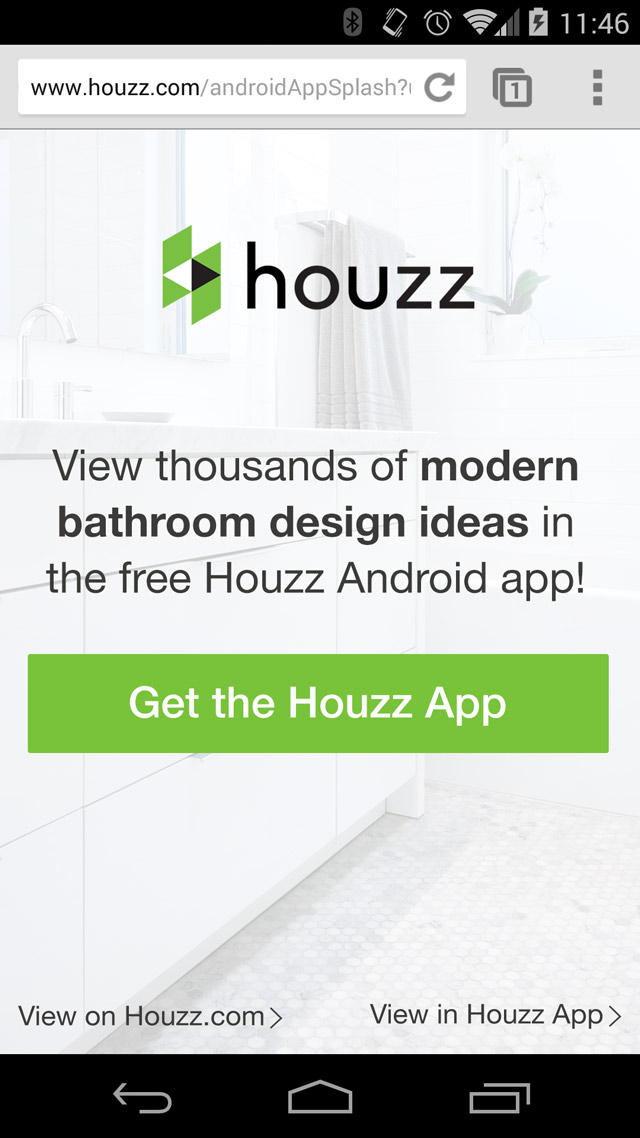 11:46
www.houzz.com/androidAppSplash?
1
houzz
View thousands of modern
bathroom design ideas in
the free Houzz Android app!
Get the Houzz App
View on Houzz.com
View in Houzz App